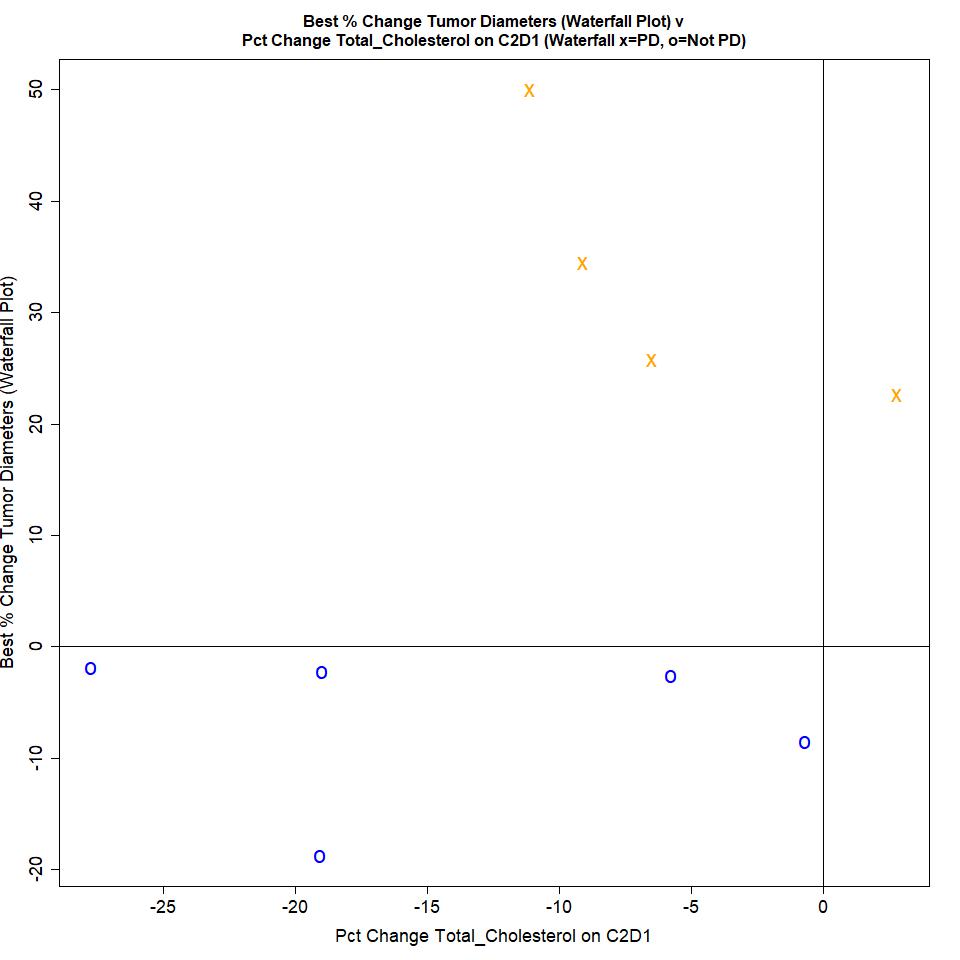 Best % Change Tumor Diameters (Waterfall Plot) v
Pct Change Total_Cholesterol on C2D1 (Waterfall x=PD, o=Not PD)
Best % Change Tumor Diameters (Waterfall Plot)
50
40
30
20
10
0
-10
-20
X
X
X
X
O
O
O
O
O
-25
-20
-15
-10
-5
0
Pct Change Total_Cholesterol on C2D1